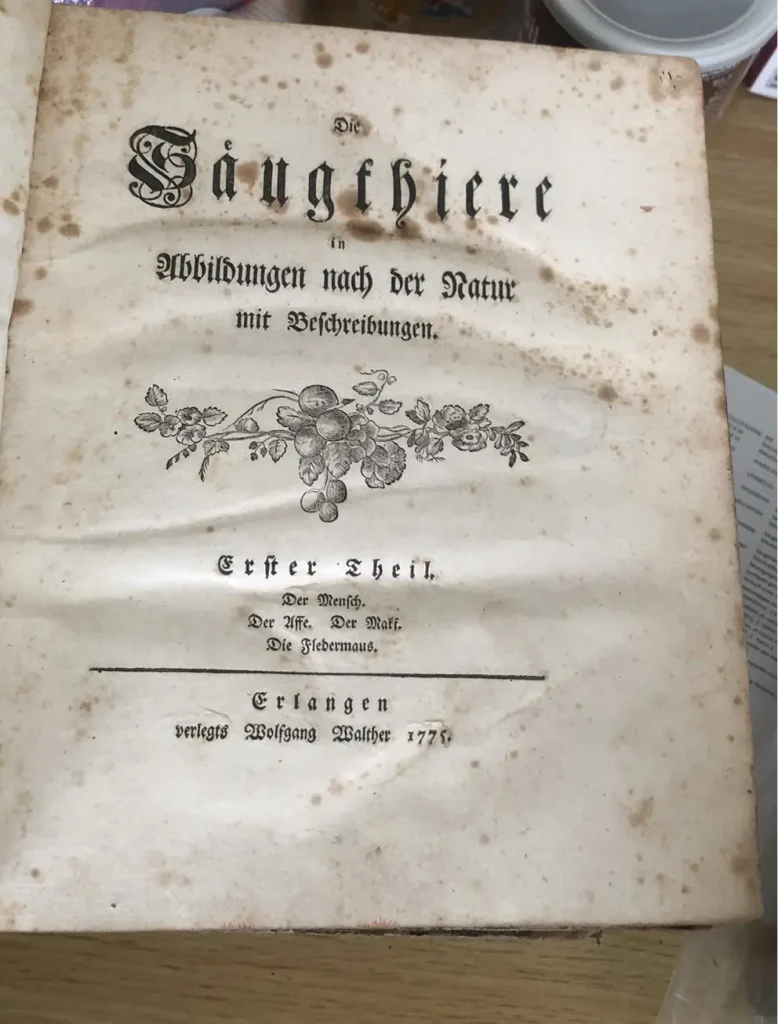 Die
Säugthiere
in
Abbildungen nach der Natur
mit Beschreibungen.
Erster Theil.
Der Mensch.
Der Affe. Der Maki.
Die Fledermaus.
Erlangen
verlegts Wolfgang Walther 1775.